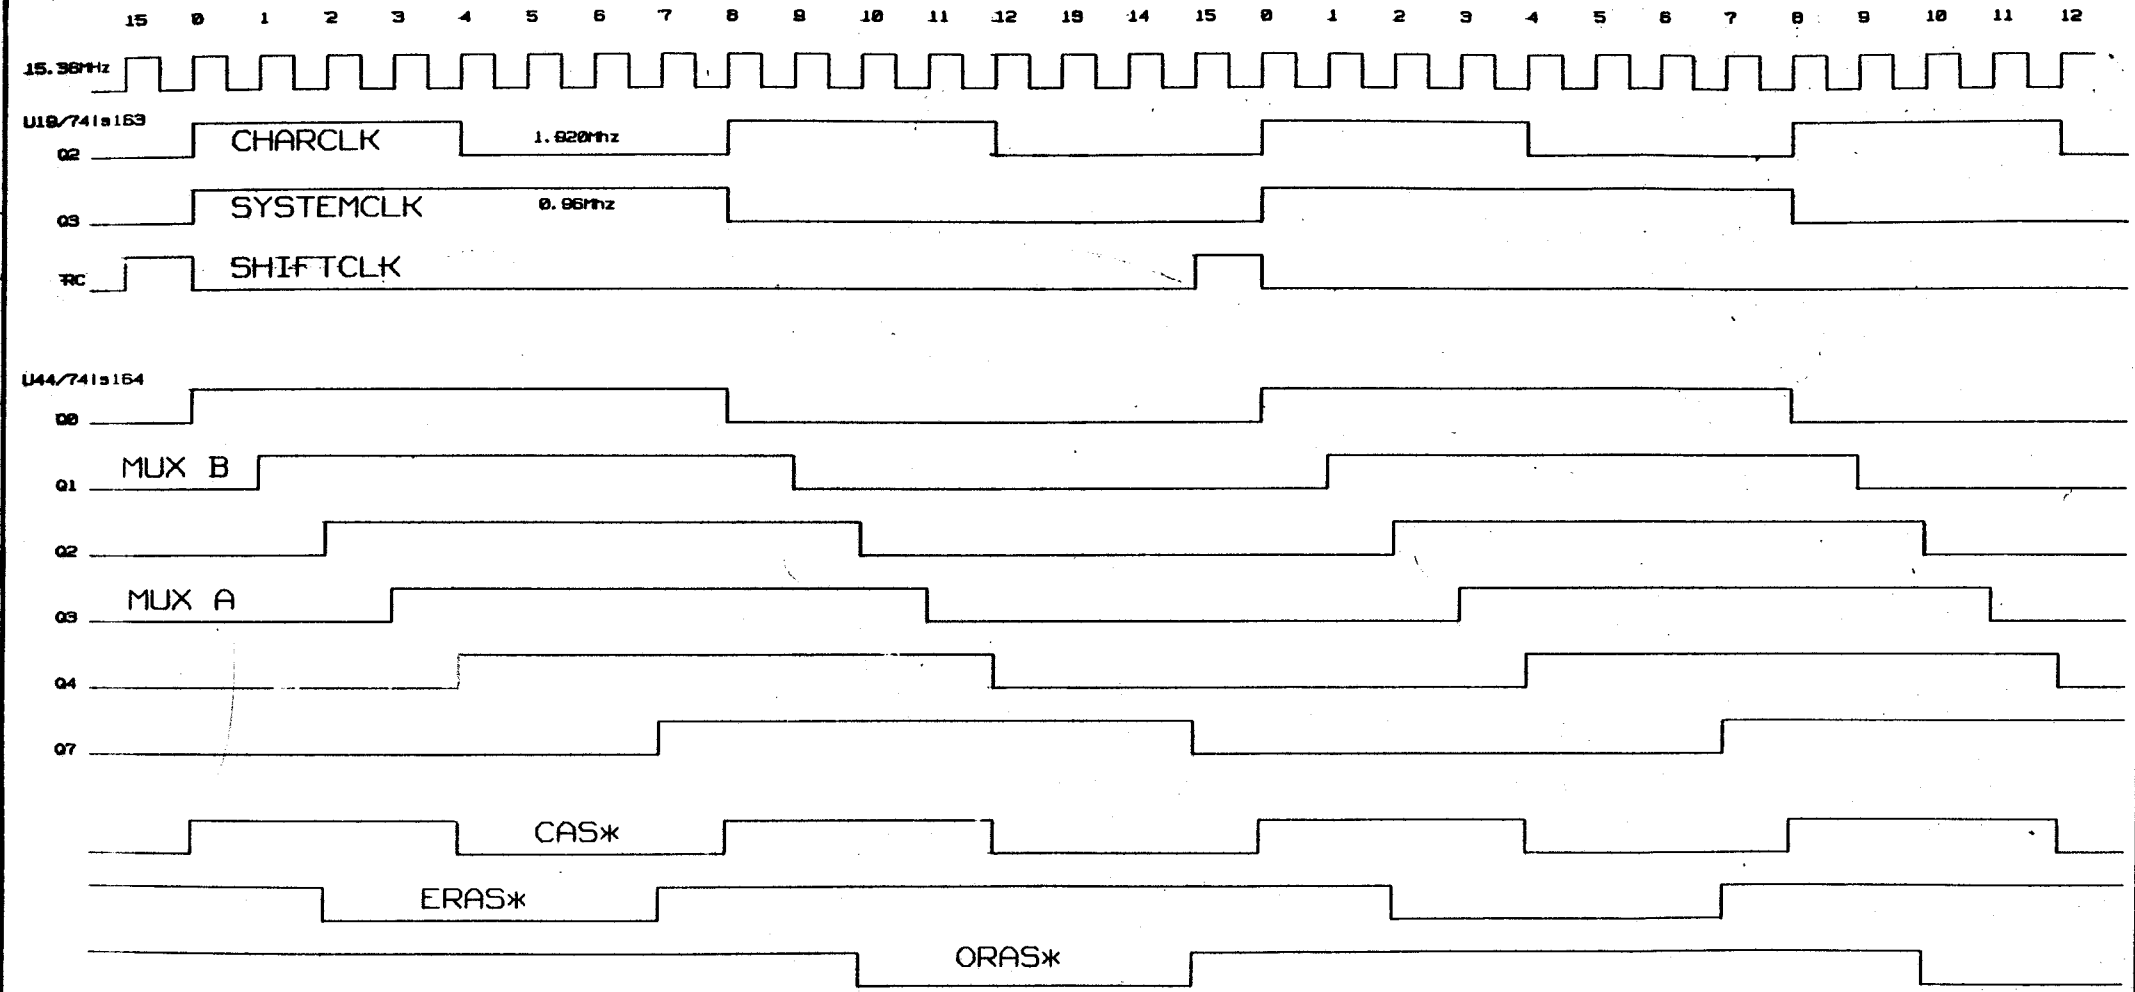 15 0 1 2 3 4 5 6 7 8 9 10 11 12 13 14 15 0 1 2 3 4 5 6 7 8 9 10 11 12
15.36MHz
U19/74ls163
Q2 CHARCLK 1.920Mhz
Q3 SYSTEMCLK 0.96Mhz
RC SHIFTCLK
U44/74ls164
Q0
MUX B
Q1
Q2
MUX A
Q3
Q4
Q7
CAS*
ERAS*
ORAS*